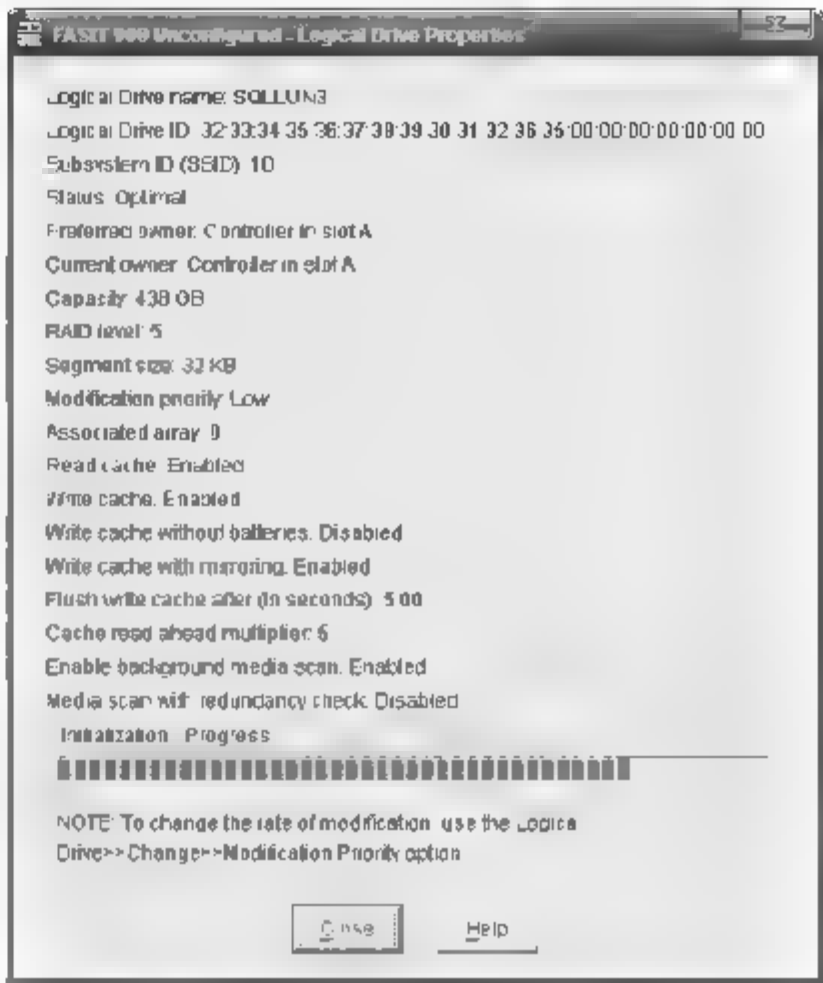 FAStT 900 Unconfigured - Logical Drive Properties
Logical Drive name: SQLLUN3
Logical Drive ID: 32:33:34:35:36:37:38:39:30:31:32:36:35:00:00:00:00:00:00:00
Subsystem ID (SSID): 10
Status: Optimal
Preferred owner: Controller in slot A
Current owner: Controller in slot A
Capacity: 438 GB
RAID level: 5
Segment size: 32 KB
Modification priority: Low
Associated array: 9
Read cache: Enabled
Write cache: Enabled
Write cache without batteries: Disabled
Write cache with mirroring: Enabled
Flush write cache after (in seconds): 5.00
Cache read ahead multiplier: 6
Enable background media scan: Enabled
Media scan with redundancy check: Disabled
Initialization Progress
NOTE: To change the rate of modification, use the Logical
Drive>>Change>>Modification Priority option
Close Help